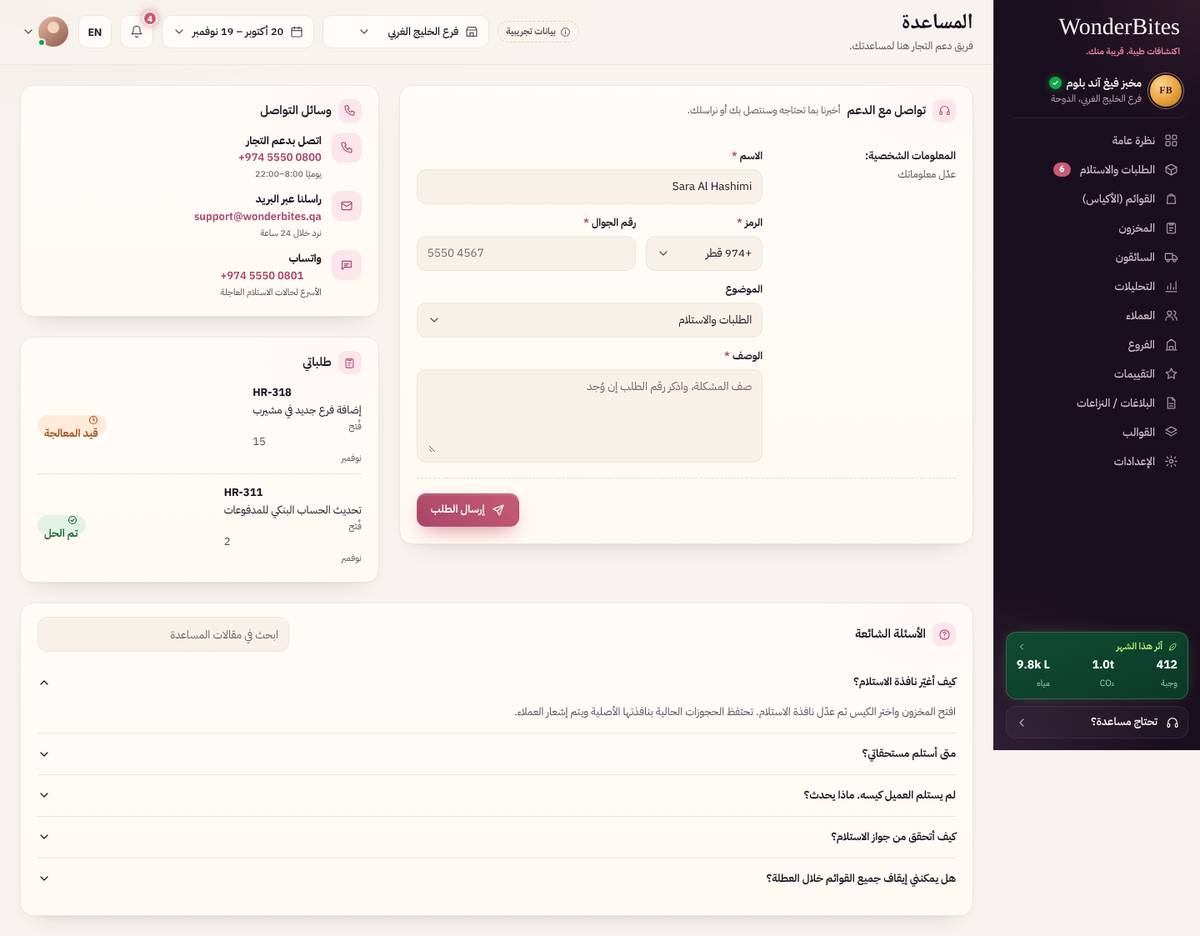 WonderBites
اكتشافات طيبة. قريبة منك.
FB
مخبز فيغ آند بلوم
فرع الخليج الغربي، الدوحة
نظرة عامة
الطلبات والاستلام 6
القوائم (الأكياس)
المخزون
السائقون
التحليلات
العملاء
الفروع
التقييمات
البلاغات / النزاعات
القوالب
الإعدادات
أثر هذا الشهر
412 1.0t 9.8k L
وجبة CO₂ مياه
تحتاج مساعدة؟
المساعدة
فريق دعم التجار هنا لمساعدتك.
بيانات تجريبية
فرع الخليج الغربي
20 أكتوبر – 19 نوفمبر
4
EN
تواصل مع الدعم
أخبرنا بما تحتاجه وسنتصل بك أو نراسلك.
المعلومات الشخصية:
عدّل معلوماتك
الاسم *
Sara Al Hashimi
الرمز *
رقم الجوال *
+974 قطر
5550 4567
الموضوع
الطلبات والاستلام
الوصف *
صف المشكلة، واذكر رقم الطلب إن وُجد
إرسال الطلب
وسائل التواصل
اتصل بدعم التجار
+974 5550 0800
يوميًا 8:00–22:00
راسلنا عبر البريد
support@wonderbites.qa
نرد خلال 24 ساعة
واتساب
+974 5550 0801
الأسرع لحالات الاستلام العاجلة
طلباتي
HR-318
إضافة فرع جديد في مشيرب
فُتح
15
نوفمبر
قيد المعالجة
HR-311
تحديث الحساب البنكي للمدفوعات
فُتح
2
نوفمبر
تم الحل
الأسئلة الشائعة
ابحث في مقالات المساعدة
كيف أغيّر نافذة الاستلام؟
افتح المخزون واختر الكيس ثم عدّل نافذة الاستلام. تحتفظ الحجوزات الحالية بنافذتها الأصلية ويتم إشعار العملاء.
متى أستلم مستحقاتي؟
لم يستلم العميل كيسه. ماذا يحدث؟
كيف أتحقق من جواز الاستلام؟
هل يمكنني إيقاف جميع القوائم خلال العطلة؟